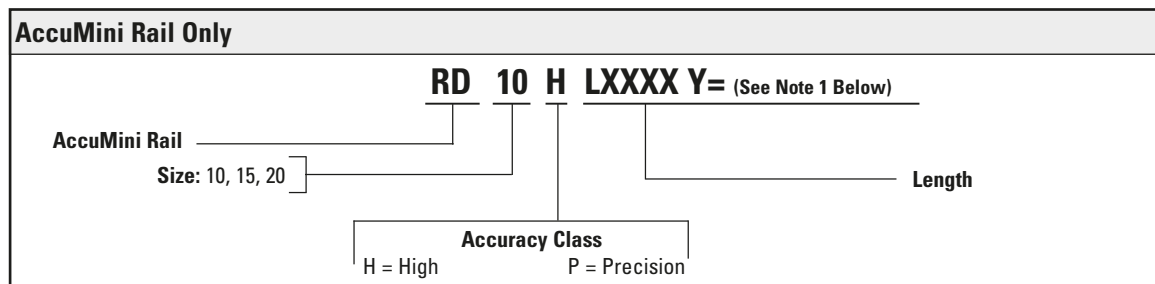 AccuMini Rail Only
RD 10 H LXXXX Y= (See Note 1 Below)
AccuMini Rail
Size: 10, 15, 20
Length
Accuracy Class
H = High P = Precision